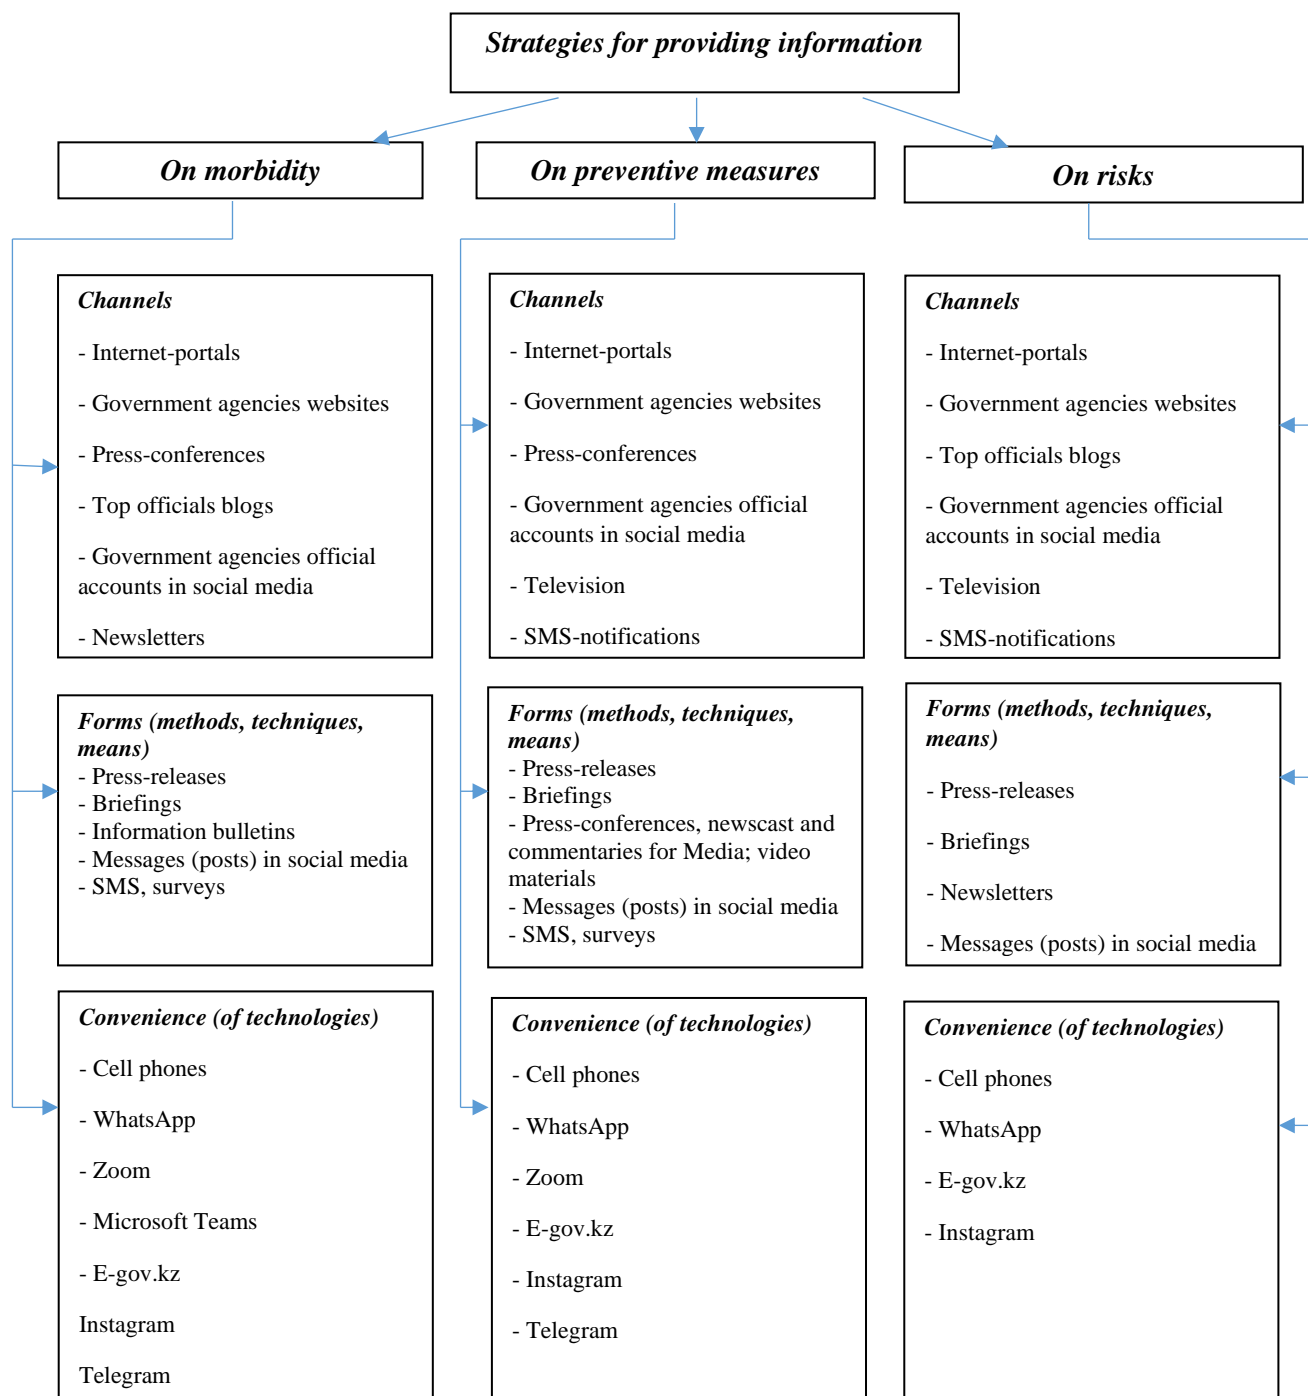 Strategies for providing information
On morbidity
On preventive measures
On risks
Channels
- Internet-portals
- Government agencies websites
- Press-conferences
- Top officials blogs
- Government agencies official
accounts in social media
- Newsletters
Channels
- Internet-portals
- Government agencies websites
- Press-conferences
- Government agencies official
accounts in social media
- Television
- SMS-notifications
Channels
- Internet-portals
- Government agencies websites
- Top officials blogs
- Government agencies official
accounts in social media
- Television
- SMS-notifications
Forms (methods, techniques,
means)
- Press-releases
- Briefings
- Information bulletins
- Messages (posts) in social media
- SMS, surveys
Forms (methods, techniques,
means)
- Press-releases
- Briefings
- Press-conferences, newscast and
commentaries for Media; video
materials
- Messages (posts) in social media
- SMS, surveys
Forms (methods, techniques,
means)
- Press-releases
- Briefings
- Newsletters
- Messages (posts) in social media
Convenience (of technologies)
- Cell phones
- WhatsApp
- Zoom
- Microsoft Teams
- E-gov.kz
Instagram
Telegram
Convenience (of technologies)
- Cell phones
- WhatsApp
- Zoom
- E-gov.kz
- Instagram
- Telegram
Convenience (of technologies)
- Cell phones
- WhatsApp
- E-gov.kz
- Instagram